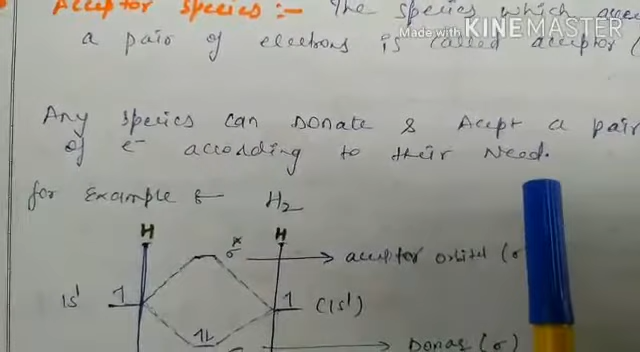 Acceptor species :- The species which acce
Made with KINEMASTER
a pair of electrons is called acceptor (
Any species can Donate & Accept a pair
of e- according to their Need.
for Example :- H2
H H
σ* → acceptor orbital (σ
1s1 1 1 (1s1)
1L → Donar (σ)